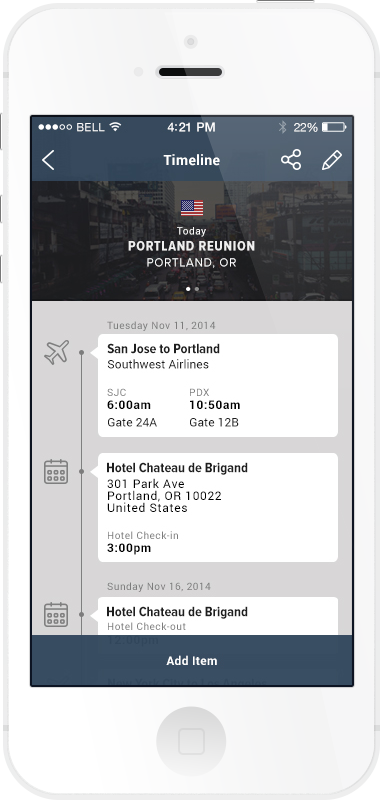 BELL 4:21 PM 22%
Timeline
Today
PORTLAND REUNION
PORTLAND, OR
Tuesday Nov 11, 2014
San Jose to Portland
Southwest Airlines
SJC PDX
6:00am 10:50am
Gate 24A Gate 12B
Hotel Chateau de Brigand
301 Park Ave
Portland, OR 10022
United States
Hotel Check-in
3:00pm
Sunday Nov 16, 2014
Hotel Chateau de Brigand
Hotel Check-out
12:00pm
Add Item